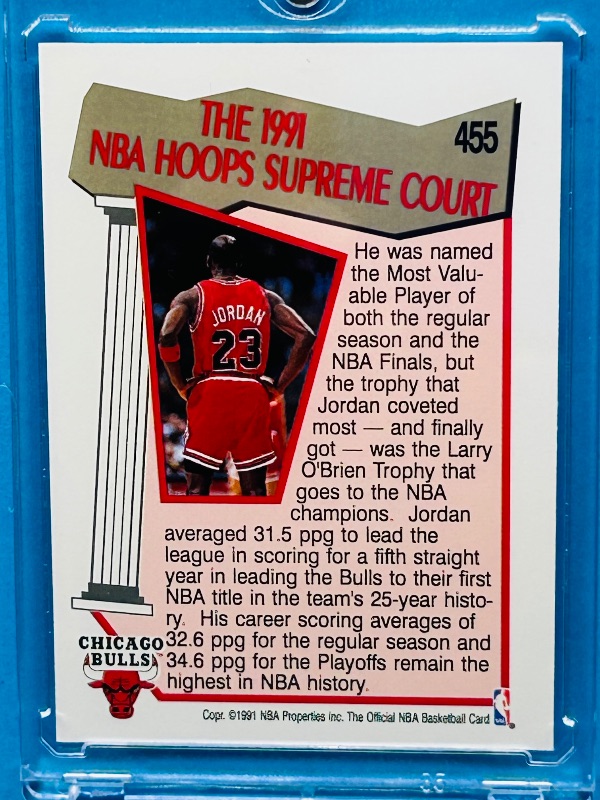 THE 1991
NBA HOOPS SUPREME COURT
455
JORDAN
23
He was named
the Most Valu-
able Player of
both the regular
season and the
NBA Finals, but
the trophy that
Jordan coveted
most — and finally
got — was the Larry
O'Brien Trophy that
goes to the NBA
champions. Jordan
averaged 31.5 ppg to lead the
league in scoring for a fifth straight
year in leading the Bulls to their first
NBA title in the team's 25-year histo-
ry. His career scoring averages of
32.6 ppg for the regular season and
34.6 ppg for the Playoffs remain the
highest in NBA history.
CHICAGO
BULLS
Copr. ©1991 NBA Properties Inc. The Official NBA Basketball Card